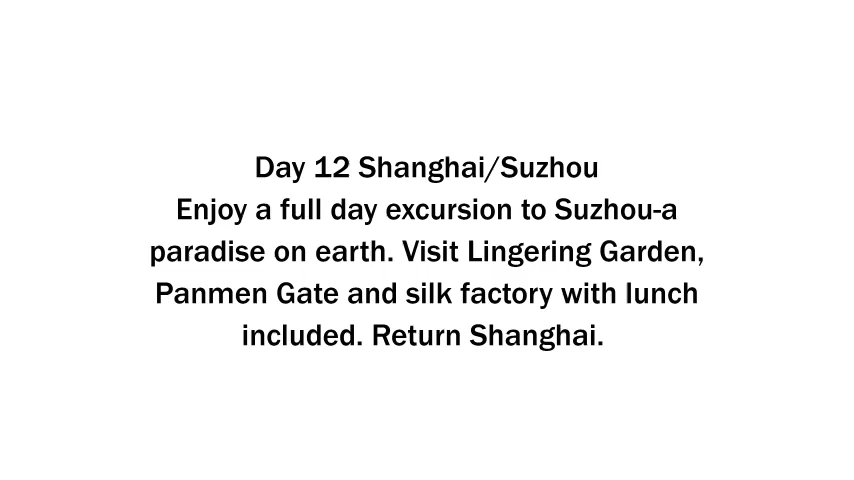 Day 12 Shanghai/Suzhou
Enjoy a full day excursion to Suzhou-a
paradise on earth. Visit Lingering Garden,
Panmen Gate and silk factory with lunch
included. Return Shanghai.